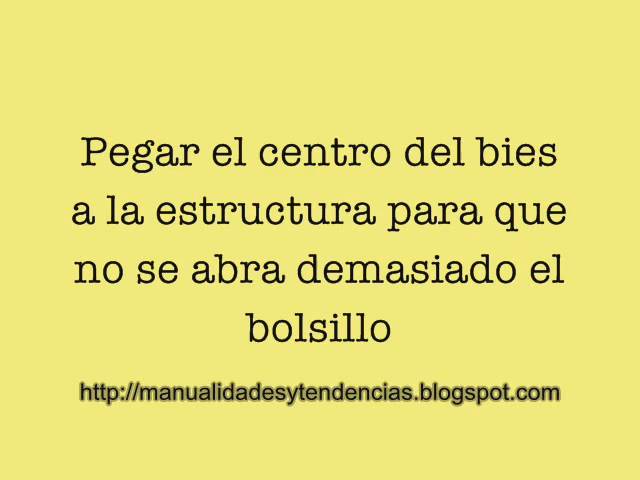 Pegar el centro del bies
a la estructura para que
no se abra demasiado el
bolsillo
http://manualidadesytendencias.blogspot.com